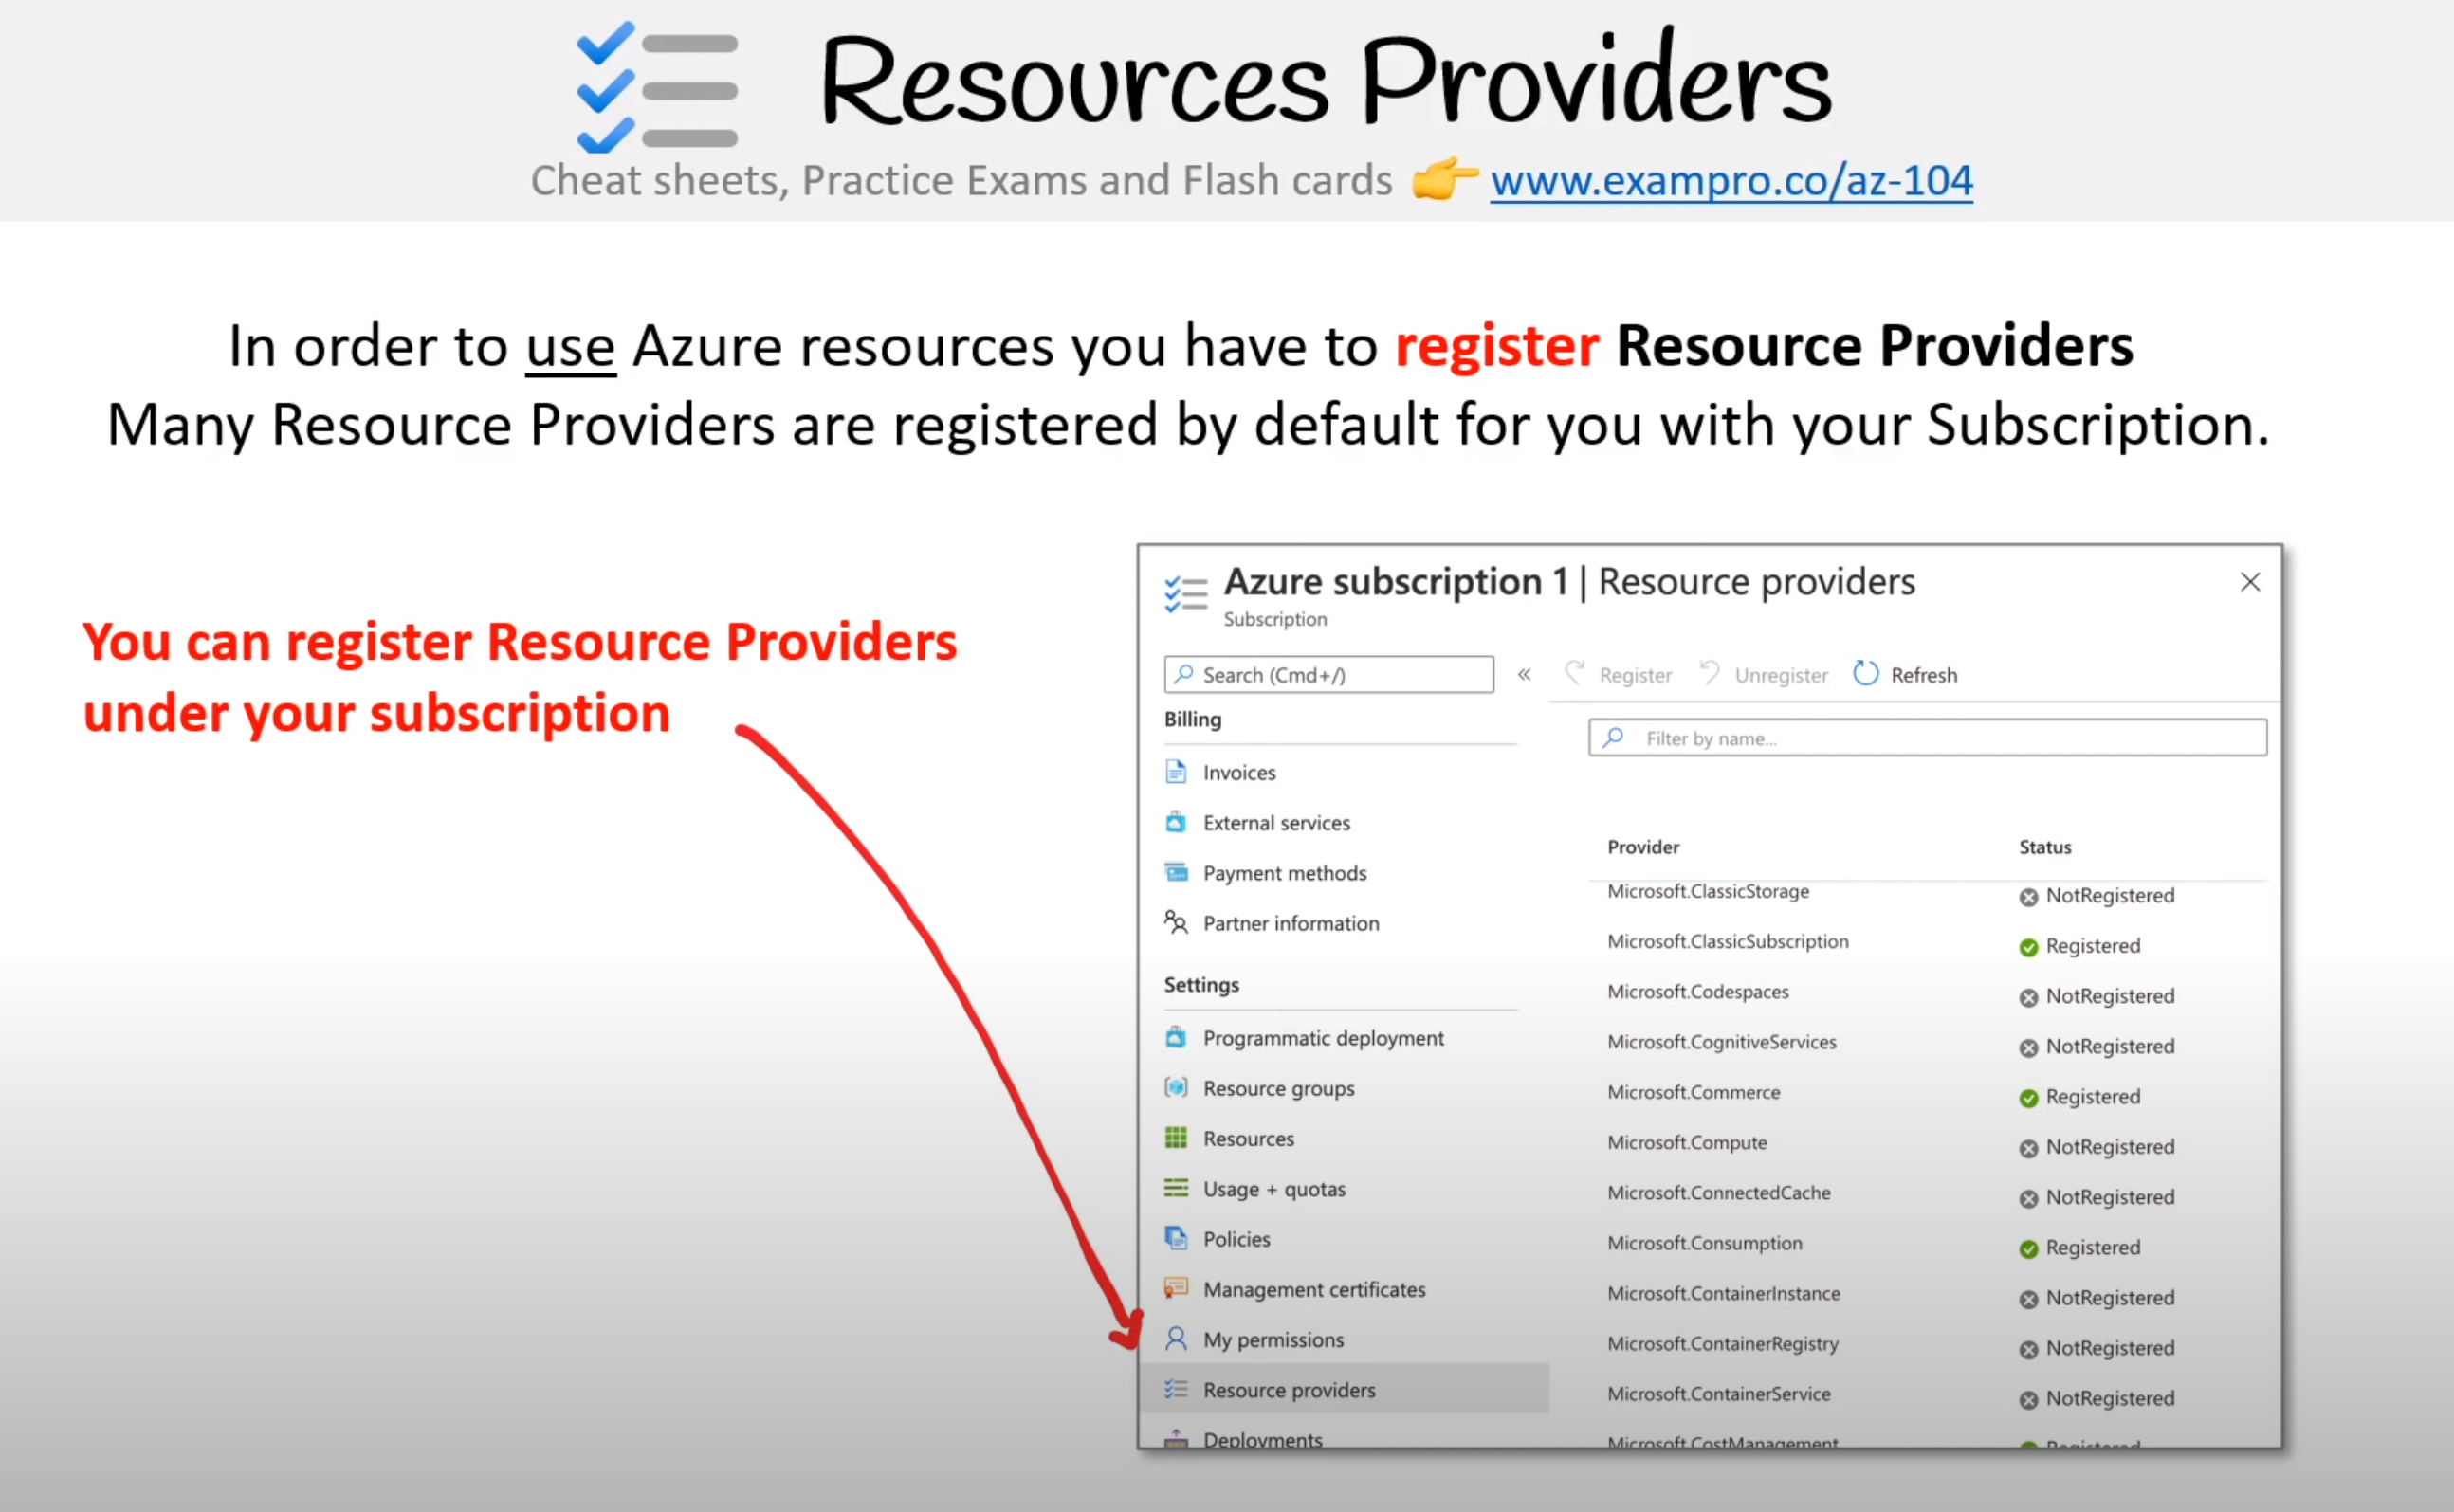 Resources Providers
Cheat sheets, Practice Exams and Flash cards 👉 www.exampro.co/az-104
In order to use Azure resources you have to register Resource Providers
Many Resource Providers are registered by default for you with your Subscription.
You can register Resource Providers
under your subscription
Azure subscription 1 | Resource providers
Subscription
Search (Cmd+/)
«
Register
Unregister
Refresh
Billing
Invoices
External services
Payment methods
Partner information
Settings
Programmatic deployment
Resource groups
Resources
Usage + quotas
Policies
Management certificates
My permissions
Resource providers
Deployments
Filter by name...
Provider Status
Microsoft.ClassicStorage NotRegistered
Microsoft.ClassicSubscription Registered
Microsoft.Codespaces NotRegistered
Microsoft.CognitiveServices NotRegistered
Microsoft.Commerce Registered
Microsoft.Compute NotRegistered
Microsoft.ConnectedCache NotRegistered
Microsoft.Consumption Registered
Microsoft.ContainerInstance NotRegistered
Microsoft.ContainerRegistry NotRegistered
Microsoft.ContainerService NotRegistered
Microsoft.CostManagement Registered